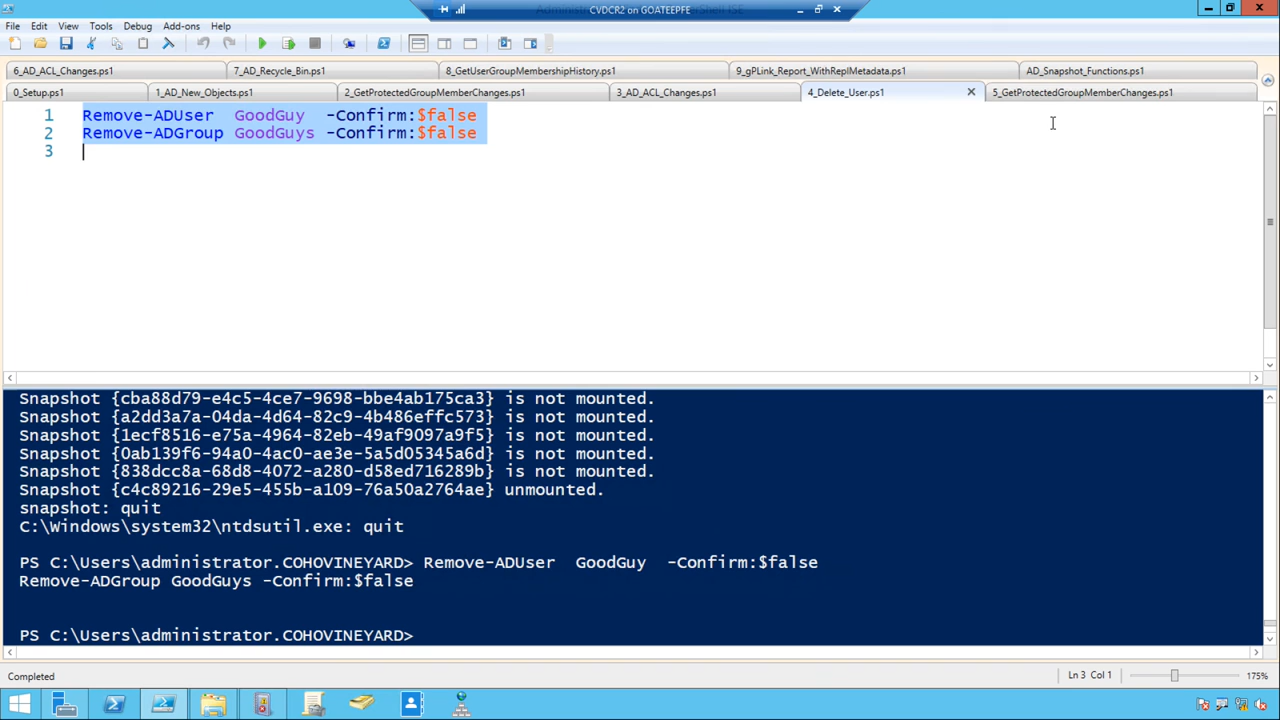 CVDCR2 on GOATEEPFE
File Edit View Tools Debug Add-ons Help
6_AD_ACL_Changes.ps1 7_AD_Recycle_Bin.ps1 8_GetUserGroupMembershipHistory.ps1 9_gPLink_Report_WithReplMetadata.ps1 AD_Snapshot_Functions.ps1
0_Setup.ps1 1_AD_New_Objects.ps1 2_GetProtectedGroupMemberChanges.ps1 3_AD_ACL_Changes.ps1 4_Delete_User.ps1 5_GetProtectedGroupMemberChanges.ps1
1 Remove-ADUser  GoodGuy  -Confirm:$false
2 Remove-ADGroup GoodGuys -Confirm:$false
3
Snapshot {cba88d79-e4c5-4ce7-9698-bbe4ab175ca3} is not mounted.
Snapshot {a2dd3a7a-04da-4d64-82c9-4b486effc573} is not mounted.
Snapshot {1ecf8516-e75a-4964-82eb-49af9097a9f5} is not mounted.
Snapshot {0ab139f6-94a0-4ac0-ae3e-5a5d05345a6d} is not mounted.
Snapshot {838dcc8a-68d8-4072-a280-d58ed716289b} is not mounted.
Snapshot {c4c89216-29e5-455b-a109-76a50a2764ae} unmounted.
snapshot: quit
C:\Windows\system32\ntdsutil.exe: quit
PS C:\Users\administrator.COHOVINEYARD> Remove-ADUser  GoodGuy  -Confirm:$false
Remove-ADGroup GoodGuys -Confirm:$false
PS C:\Users\administrator.COHOVINEYARD>
Completed Ln 3 Col 1 175%